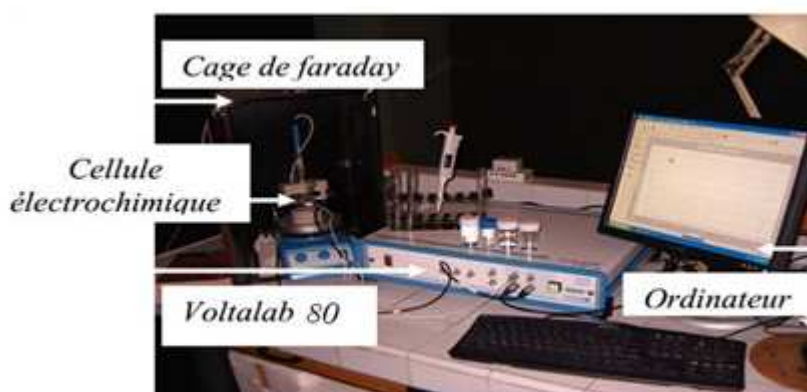 Cage de faraday
Cellule
électrochimique
Voltalab 80
Ordinateur